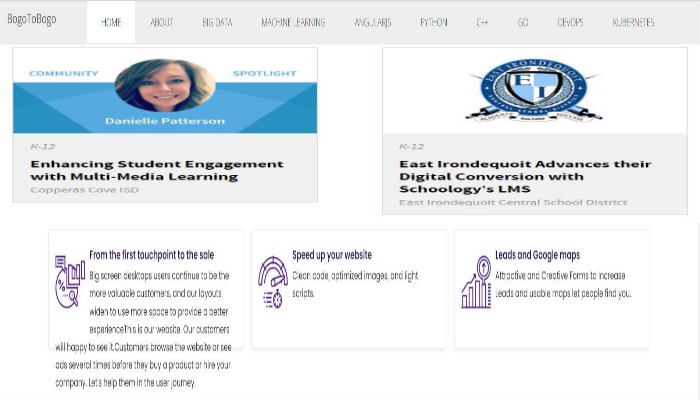 BogoToBogo HOME ABOUT BIG DATA MACHINE LEARNING ANGULARJS PYTHON C++ GO DEVOPS KUBERNETES
COMMUNITY SPOTLIGHT
Danielle Patterson
K-12
Enhancing Student Engagement
with Multi-Media Learning
Copperas Cove ISD
EAST IRONDEQUOIT
E I
CENTRAL SCHOOL DISTRICT
K-12
East Irondequoit Advances their
Digital Conversion with
Schoology's LMS
East Irondequoit Central School District
From the first touchpoint to the sale
Big screen desktops users continue to be the
more valuable customers, and our layouts
widen to use more space to provide a better
experienceThis is our website. Our customers
will happy to see it.Customers browse the website or see
ads several times before they buy a product or hire your
company. Let's help them in the user journey.
Speed up your website
Clean code, optimized images, and light
scripts.
Leads and Google maps
Attractive and Creative Forms to Increase
Leads and usable maps let people find you.